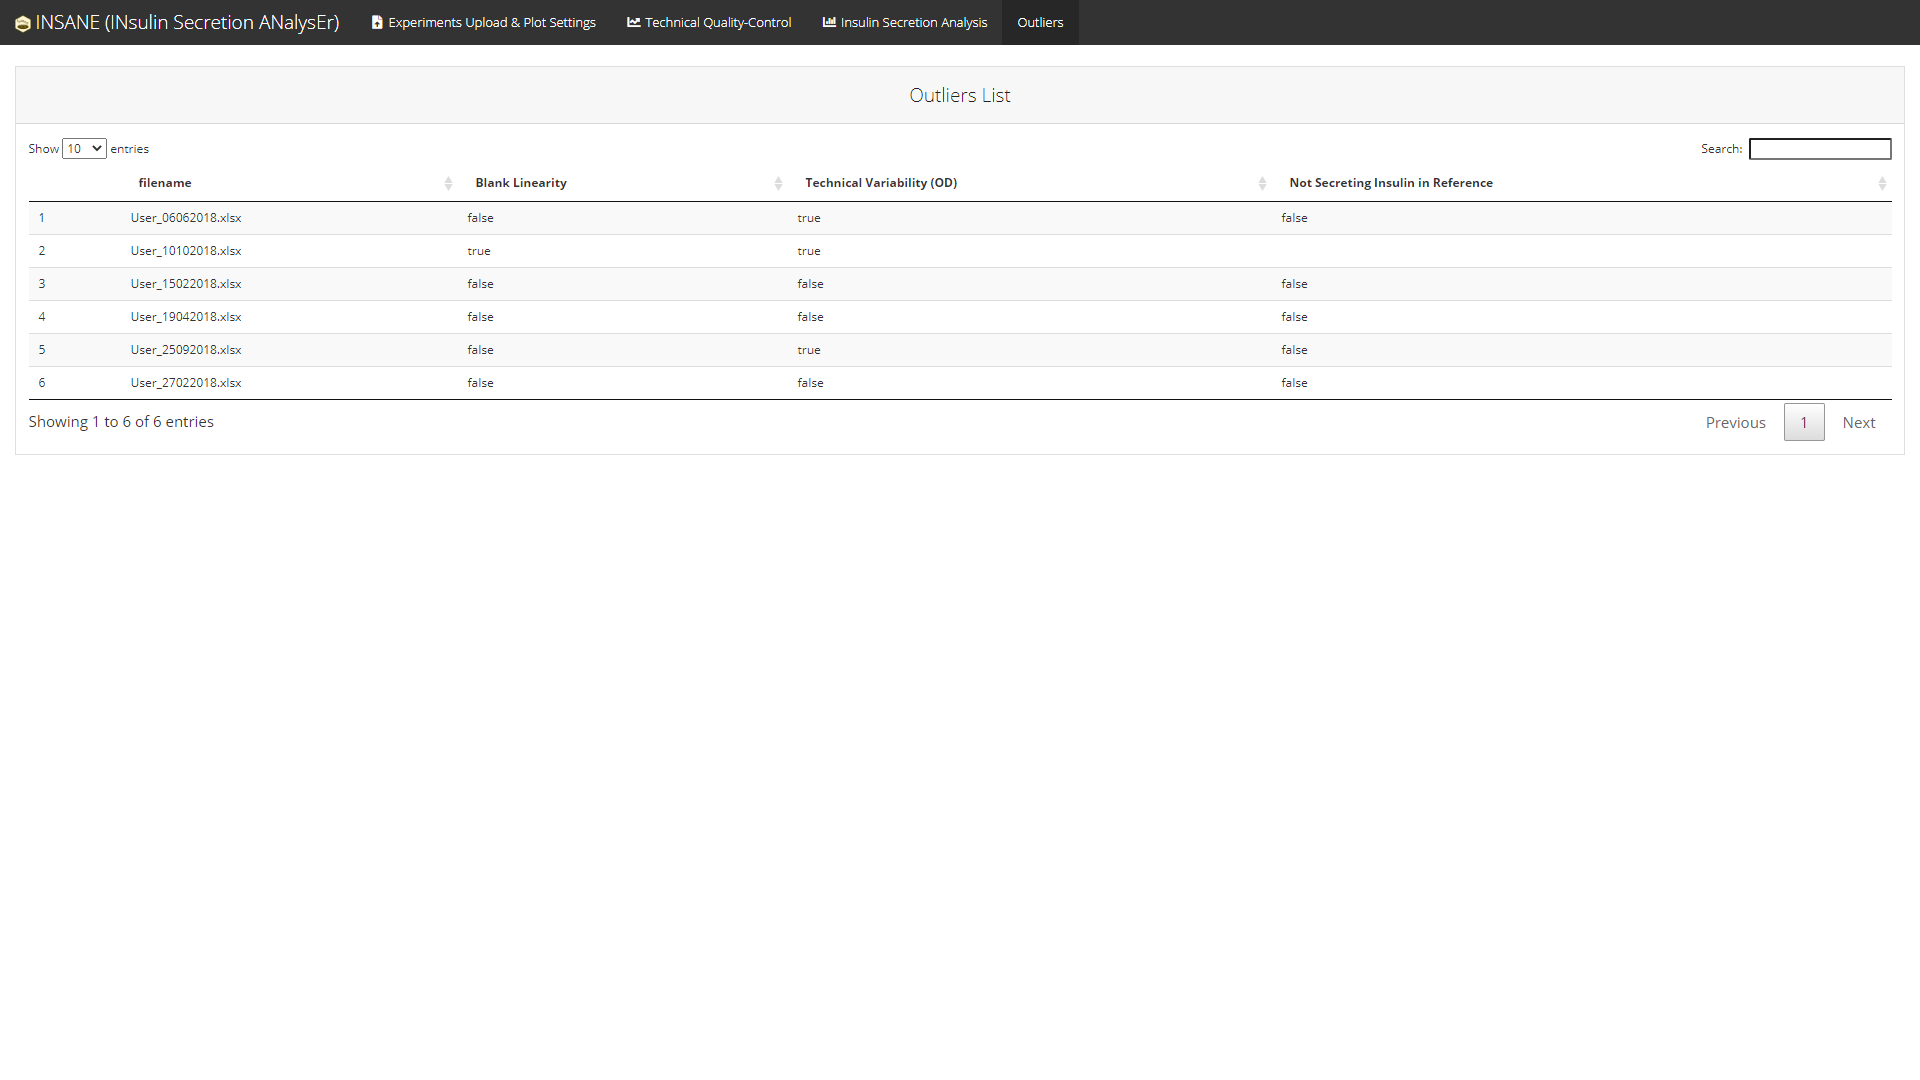 INSANE (INsulin Secretion ANalysEr) Experiments Upload & Plot Settings Technical Quality-Control Insulin Secretion Analysis Outliers
Outliers List
Show 10 entries Search:
filename Blank Linearity Technical Variability (OD) Not Secreting Insulin in Reference
1 User_06062018.xlsx false true false
2 User_10102018.xlsx true true
3 User_15022018.xlsx false false false
4 User_19042018.xlsx false false false
5 User_25092018.xlsx false true false
6 User_27022018.xlsx false false false
Showing 1 to 6 of 6 entries Previous 1 Next